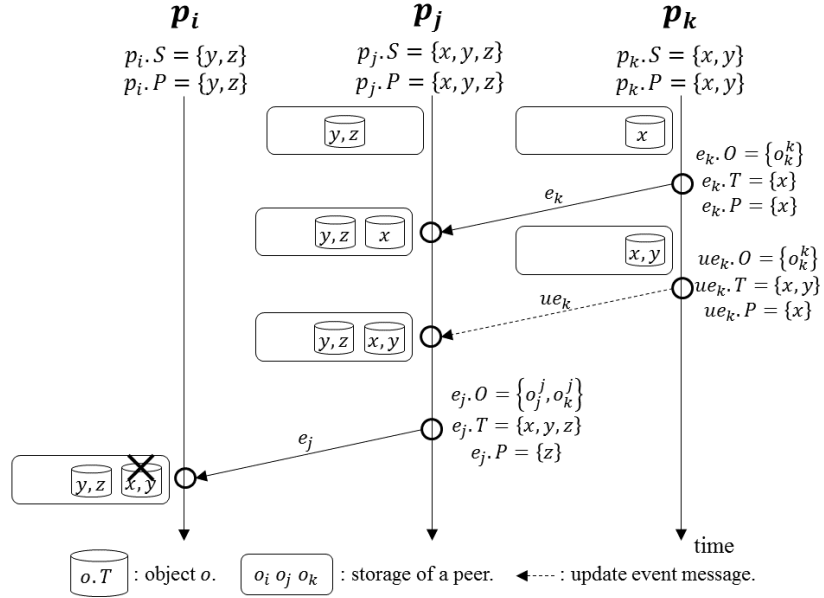 p_i p_j p_k
p_i.S = {y, z} p_j.S = {x, y, z} p_k.S = {x, y}
p_i.P = {y, z} p_j.P = {x, y, z} p_k.P = {x, y}
y, z x
e_k.O = {o_k^k}
e_k e_k.T = {x}
e_k.P = {x}
y, z x
x, y ue_k.O = {o_k^k}
ue_k ue_k.T = {x, y}
ue_k.P = {x}
y, z x, y
e_j.O = {o_j^j, o_k^j}
e_j e_j.T = {x, y, z}
e_j.P = {z}
y, z x, y
time
o.T : object o. o_i o_j o_k : storage of a peer. : update event message.